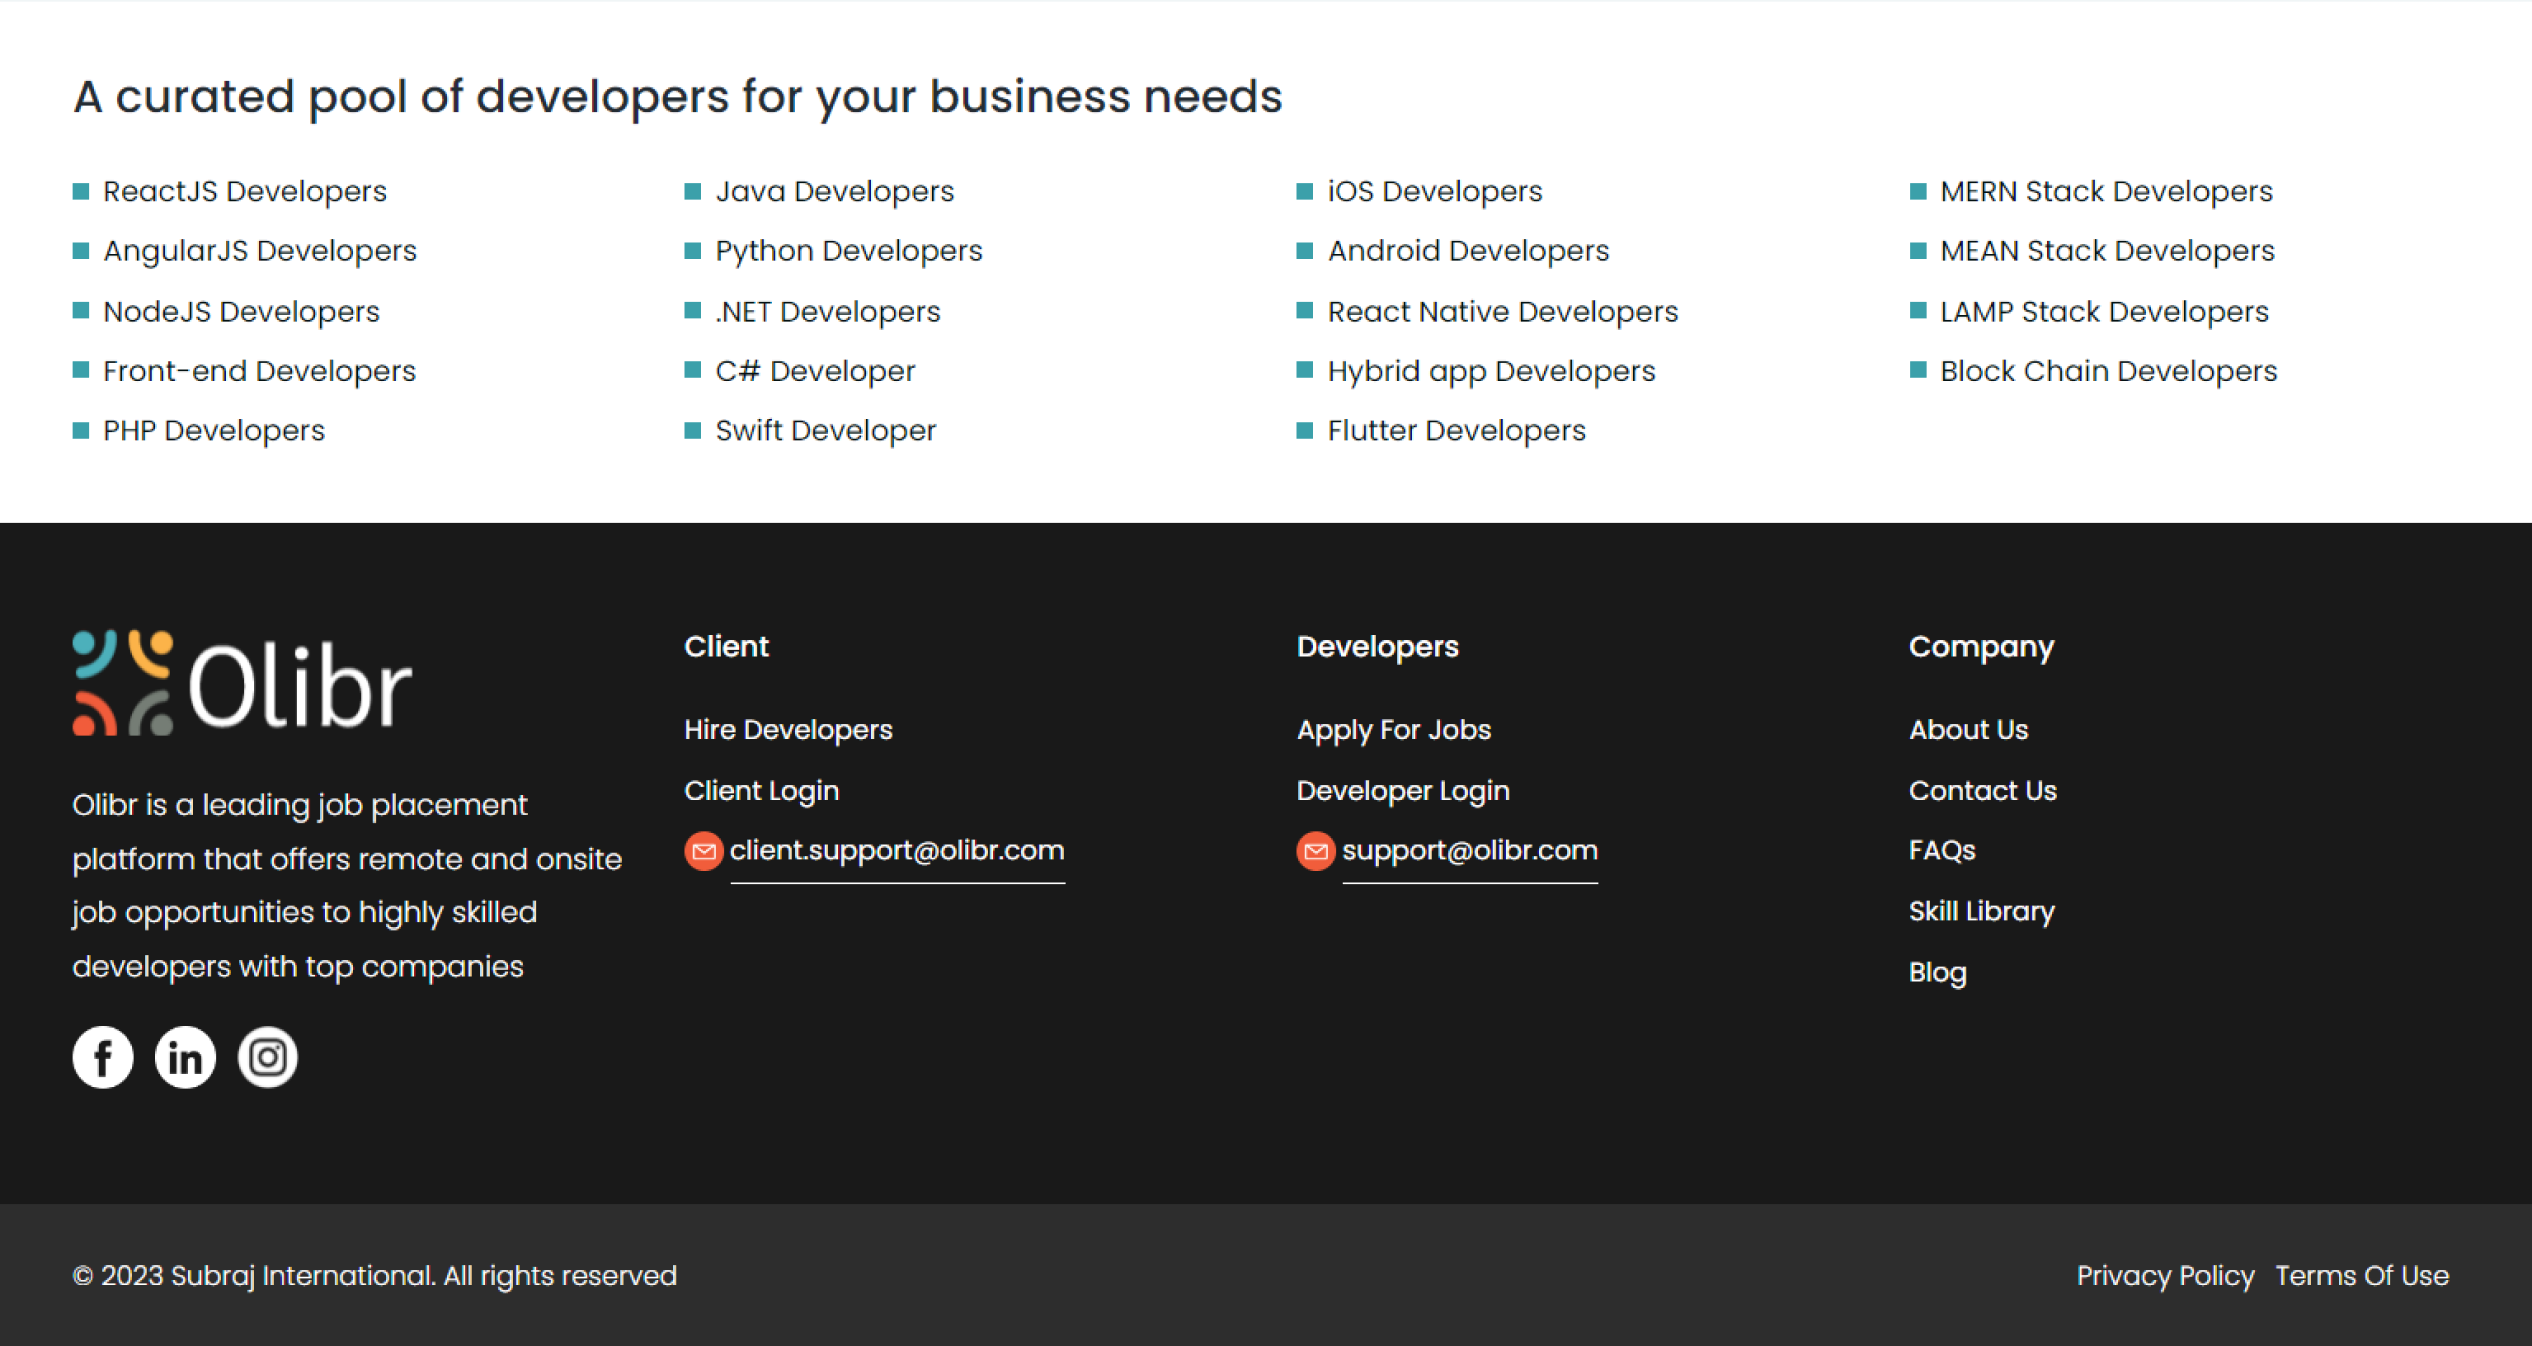 A curated pool of developers for your business needs
ReactJS Developers
AngularJS Developers
NodeJS Developers
Front-end Developers
PHP Developers
Java Developers
Python Developers
.NET Developers
C# Developer
Swift Developer
iOS Developers
Android Developers
React Native Developers
Hybrid app Developers
Flutter Developers
MERN Stack Developers
MEAN Stack Developers
LAMP Stack Developers
Block Chain Developers
Olibr
Olibr is a leading job placement
platform that offers remote and onsite
job opportunities to highly skilled
developers with top companies
f
in
Client
Hire Developers
Client Login
client.support@olibr.com
Developers
Apply For Jobs
Developer Login
support@olibr.com
Company
About Us
Contact Us
FAQs
Skill Library
Blog
© 2023 Subraj International. All rights reserved
Privacy Policy Terms Of Use